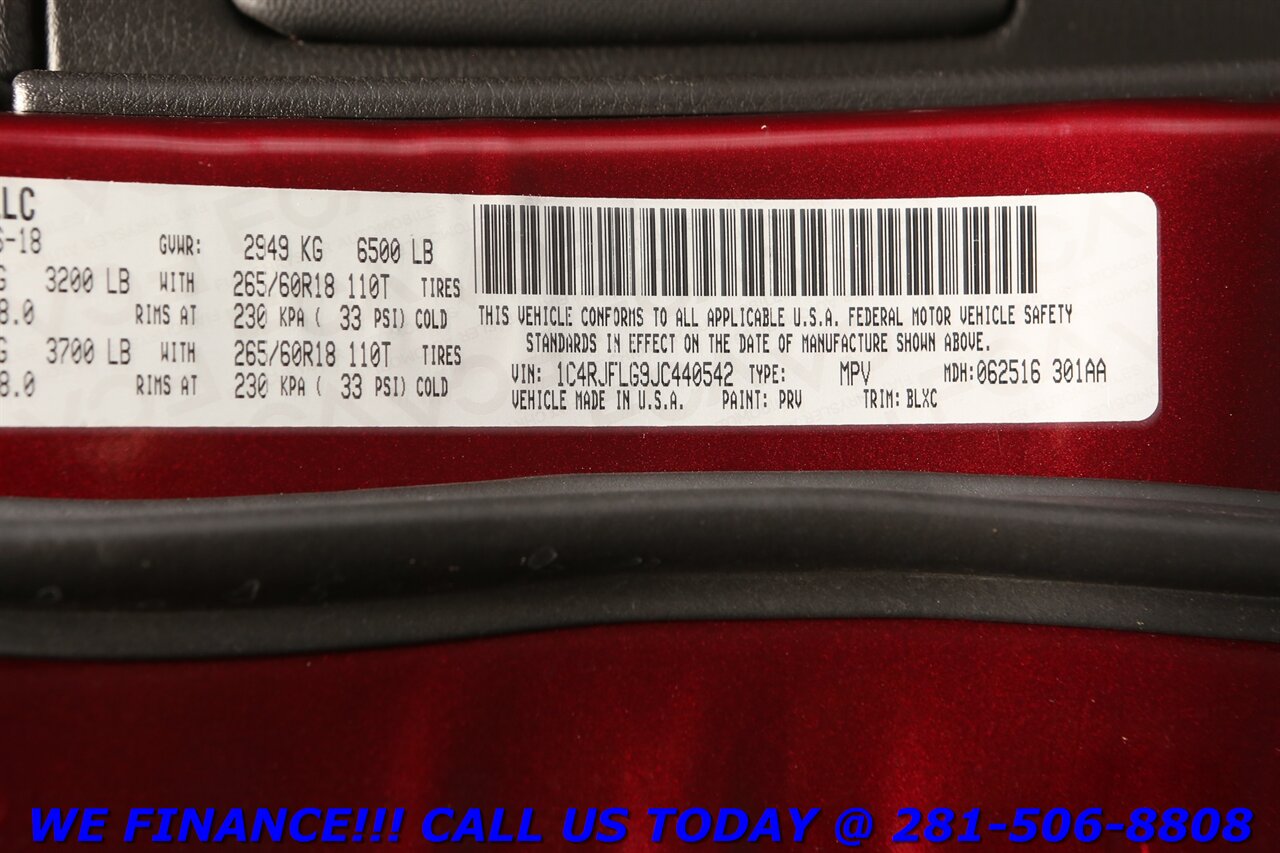 LC
6-18 GVWR: 2949 KG 6500 LB
G 3200 LB WITH 265/60R18 110T TIRES
8.0 RIMS AT 230 KPA ( 33 PSI) COLD
G 3700 LB WITH 265/60R18 110T TIRES
8.0 RIMS AT 230 KPA ( 33 PSI) COLD
THIS VEHICLE CONFORMS TO ALL APPLICABLE U.S.A. FEDERAL MOTOR VEHICLE SAFETY
STANDARDS IN EFFECT ON THE DATE OF MANUFACTURE SHOWN ABOVE.
VIN: 1C4RJFLG9JC440542 TYPE: MPV MDH:062516 301AA
VEHICLE MADE IN U.S.A. PAINT: PRV TRIM: BLXC
WE FINANCE!!! CALL US TODAY @ 281-506-8808